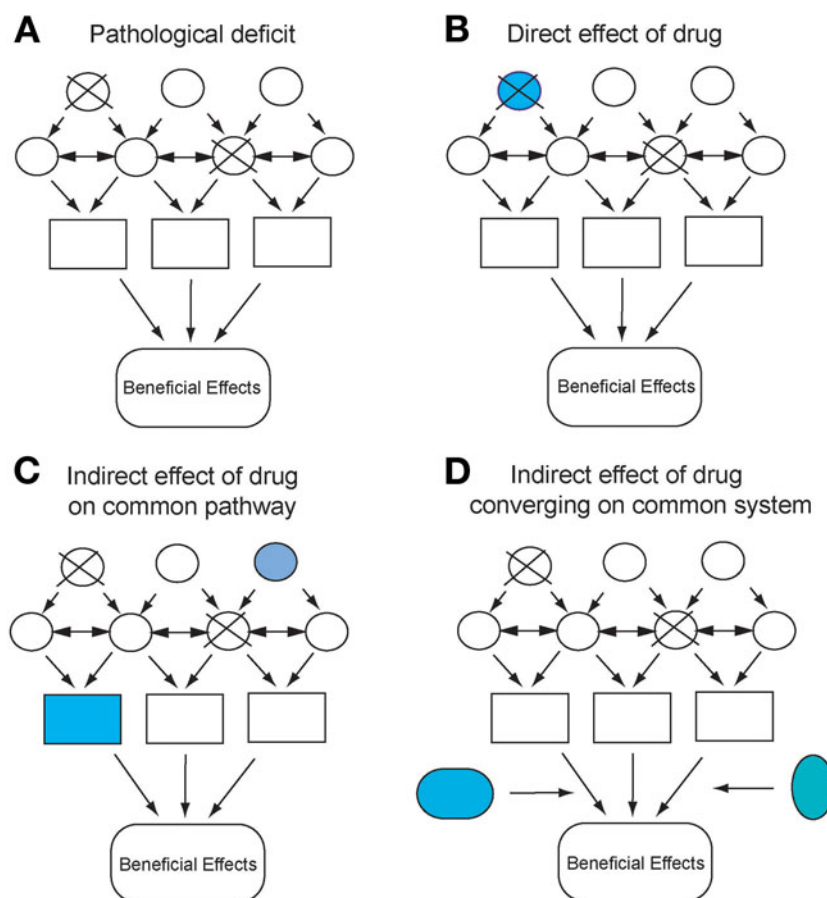 A
Pathological deficit
Beneficial Effects
B
Direct effect of drug
Beneficial Effects
C
Indirect effect of drug
on common pathway
Beneficial Effects
D
Indirect effect of drug
converging on common system
Beneficial Effects